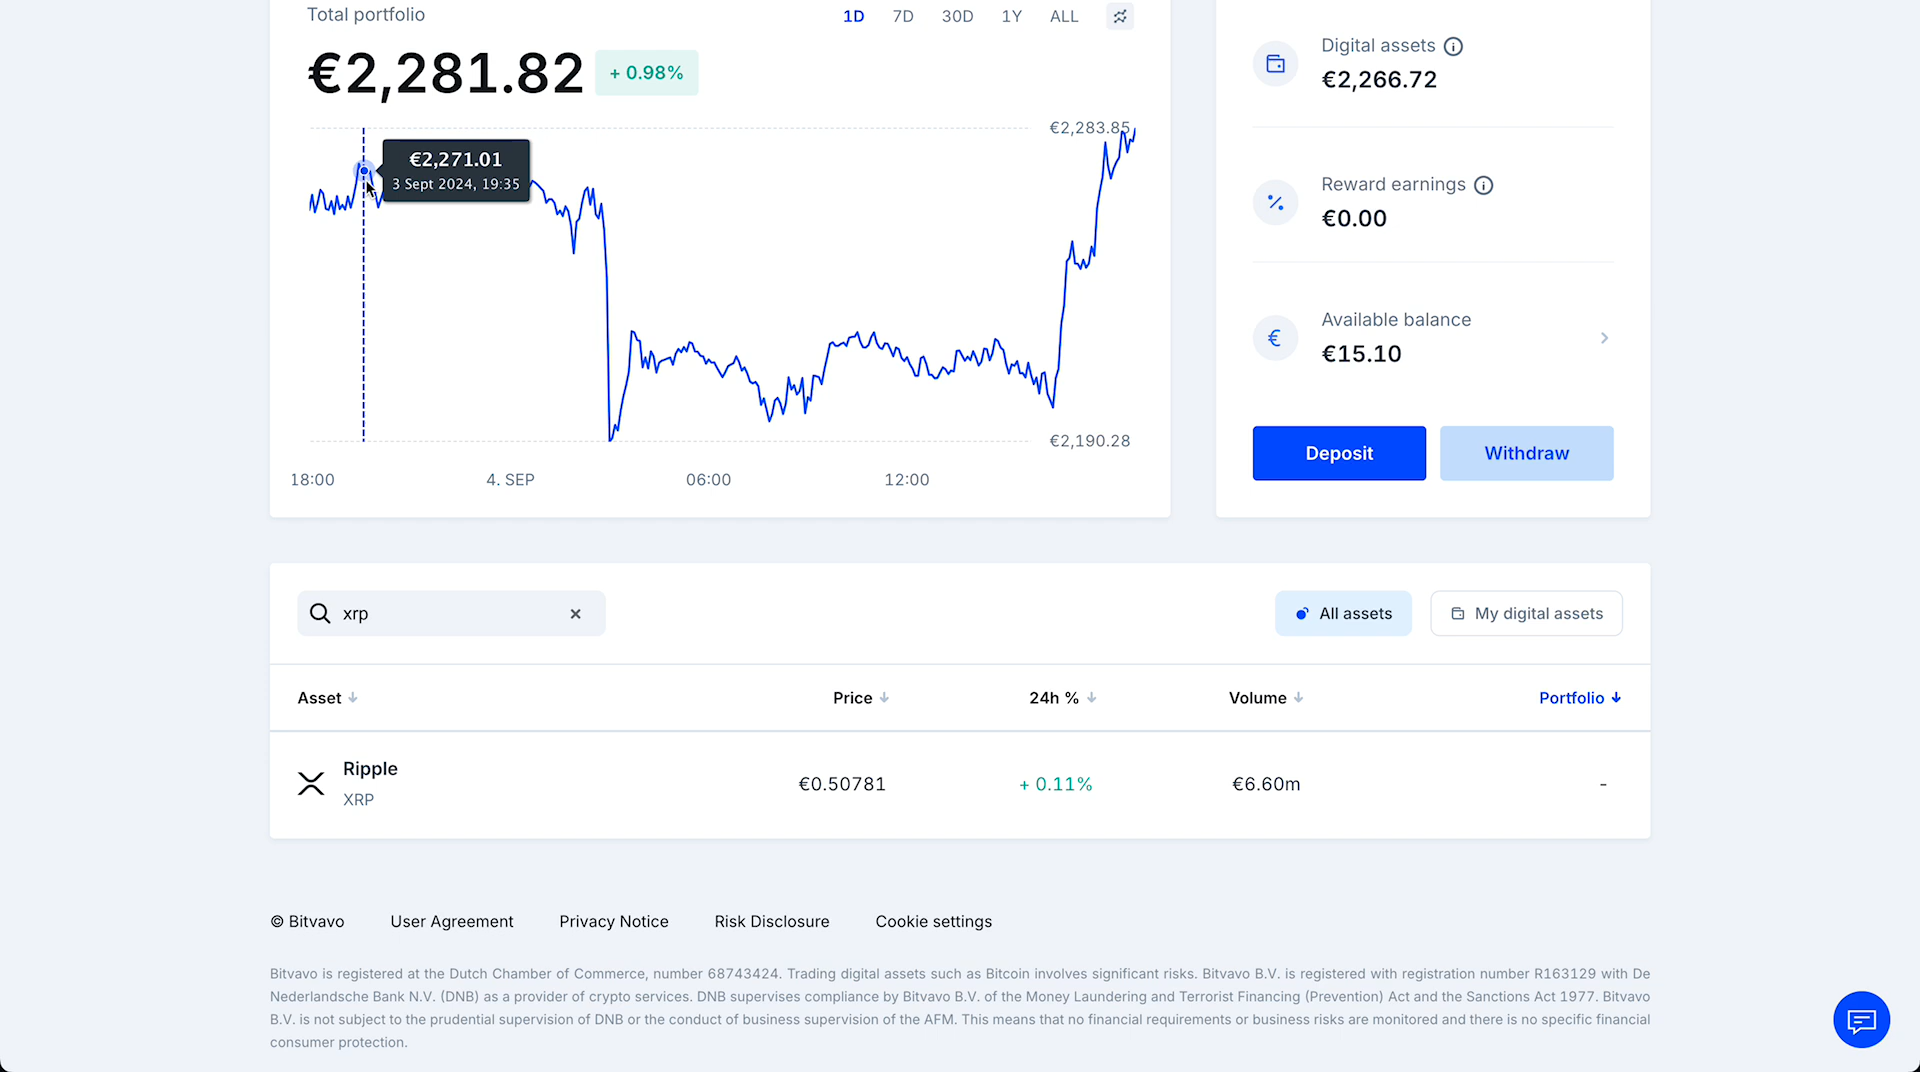 Total portfolio
1D 7D 30D 1Y ALL
€2,281.82
+ 0.98%
€2,283.85
€2,271.01
3 Sept 2024, 19:35
€2,190.28
18:00 4. SEP 06:00 12:00
Digital assets
€2,266.72
Reward earnings
€0.00
Available balance
€15.10
Deposit Withdraw
xrp
All assets My digital assets
Asset Price 24h % Volume Portfolio
Ripple
XRP
€0.50781 + 0.11% €6.60m -
© Bitvavo User Agreement Privacy Notice Risk Disclosure Cookie settings
Bitvavo is registered at the Dutch Chamber of Commerce, number 68743424. Trading digital assets such as Bitcoin involves significant risks. Bitvavo B.V. is registered with registration number R163129 with De
Nederlandsche Bank N.V. (DNB) as a provider of crypto services. DNB supervises compliance by Bitvavo B.V. of the Money Laundering and Terrorist Financing (Prevention) Act and the Sanctions Act 1977. Bitvavo
B.V. is not subject to the prudential supervision of DNB or the conduct of business supervision of the AFM. This means that no financial requirements or business risks are monitored and there is no specific financial
consumer protection.